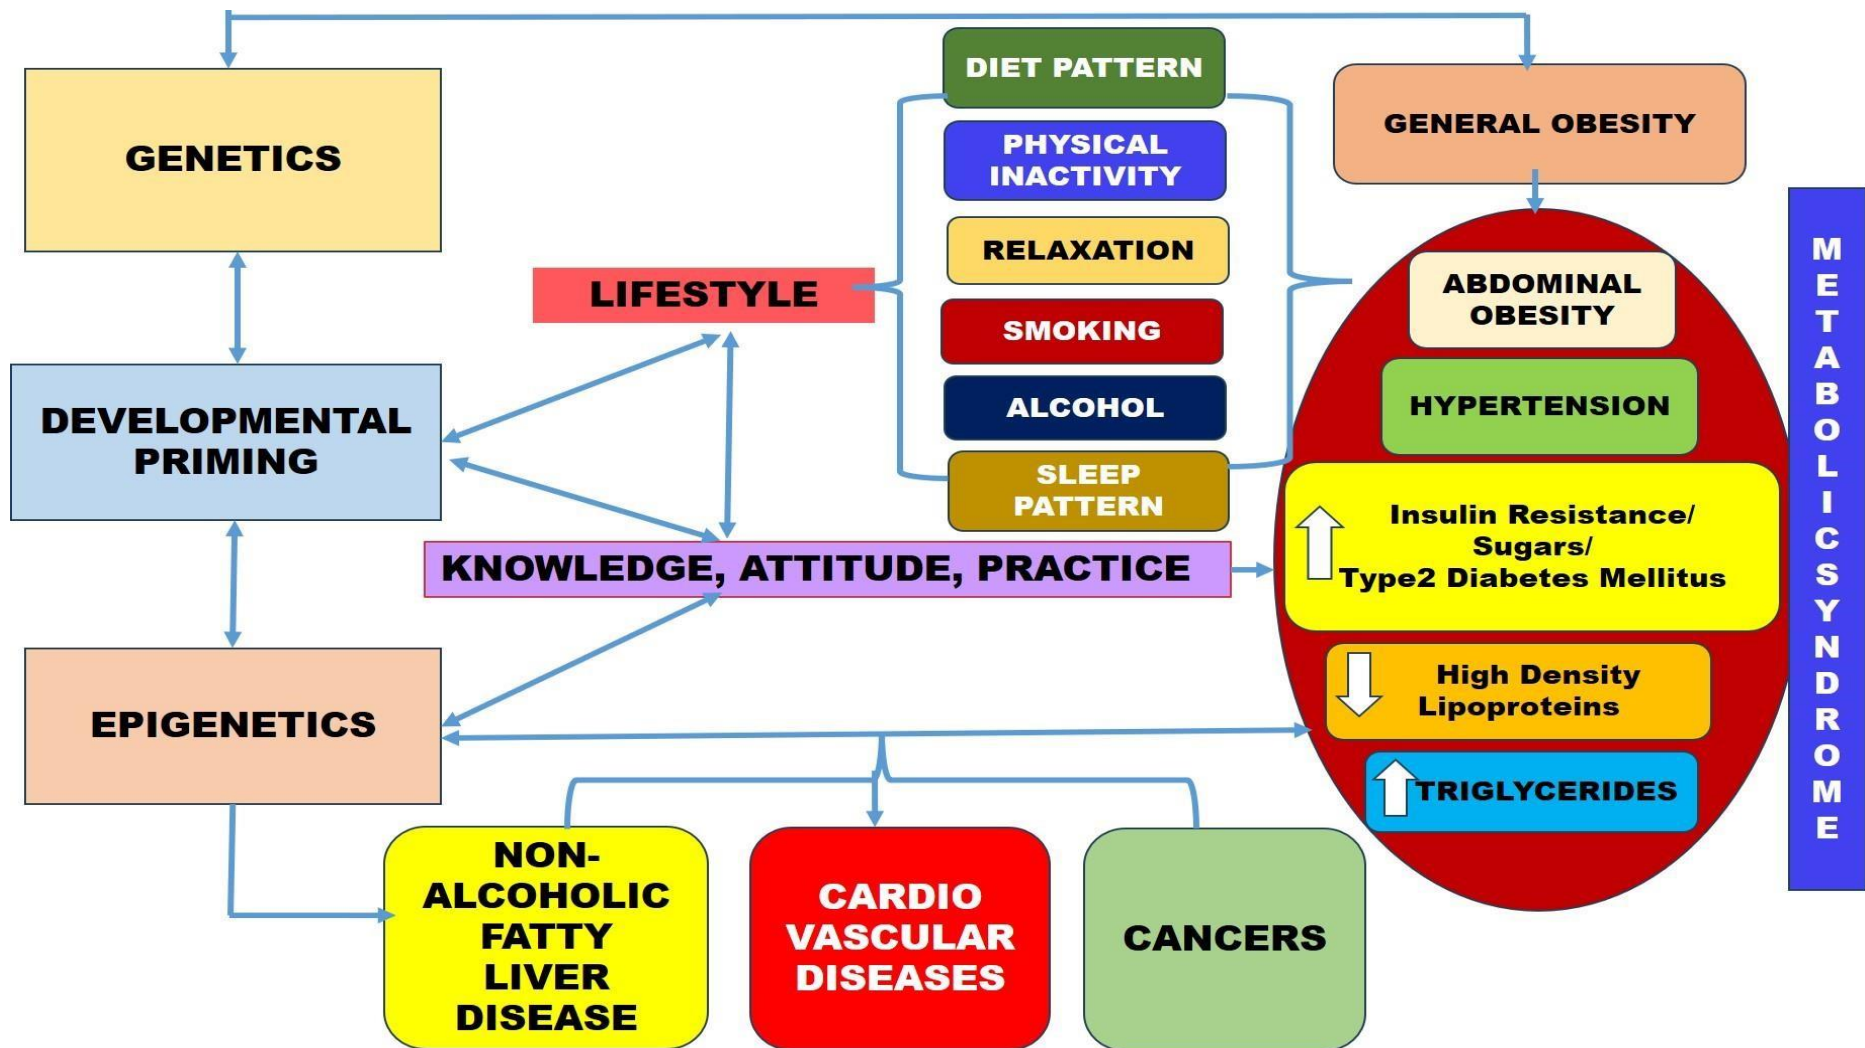 GENETICS
DEVELOPMENTAL
PRIMING
EPIGENETICS
LIFESTYLE
KNOWLEDGE, ATTITUDE, PRACTICE
DIET PATTERN
PHYSICAL
INACTIVITY
RELAXATION
SMOKING
ALCOHOL
SLEEP
PATTERN
GENERAL OBESITY
ABDOMINAL
OBESITY
HYPERTENSION
Insulin Resistance/
Sugars/
Type2 Diabetes Mellitus
High Density
Lipoproteins
TRIGLYCERIDES
METABOLICSYNDROME
NON-
ALCOHOLIC
FATTY
LIVER
DISEASE
CARDIO
VASCULAR
DISEASES
CANCERS